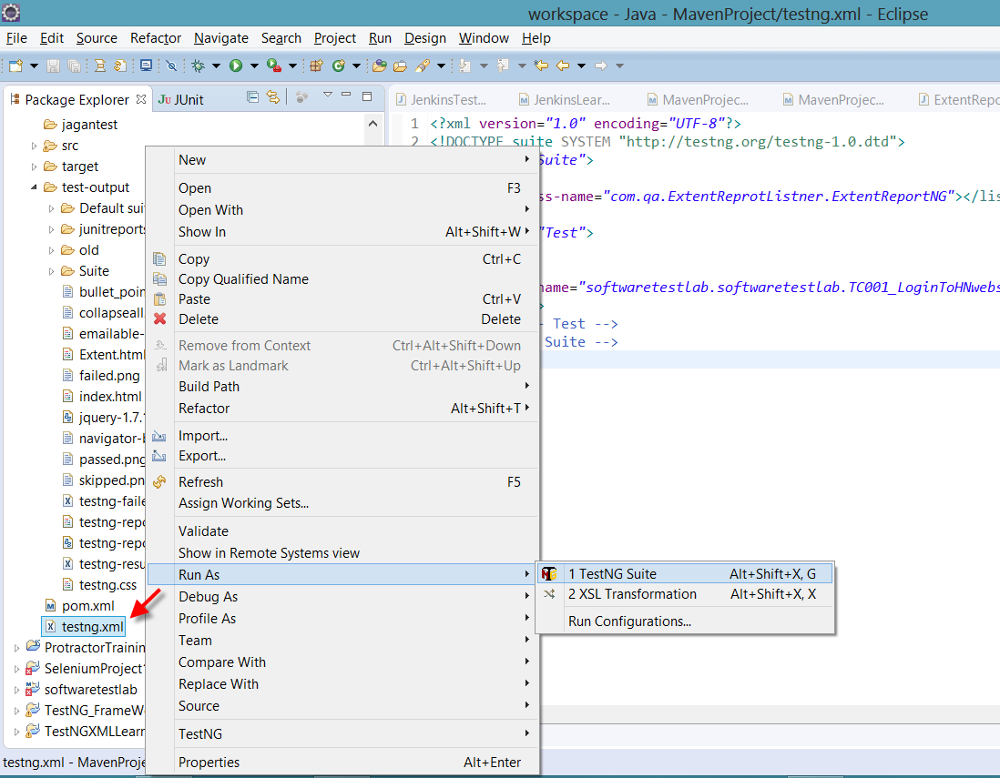 workspace - Java - MavenProject/testng.xml - Eclipse
File Edit Source Refactor Navigate Search Project Run Design Window Help
Package Explorer JUnit
JenkinsTest... JenkinsLear... MavenProjec... MavenProjec... ExtentRepo
jagantest
src
target
test-output
Default sui
junitreports
old
Suite
bullet_poin
collapseall
emailable-
Extent.html
failed.png
index.html
jquery-1.7.1
navigator-b
passed.png
skipped.pn
testng-faile
testng-repo
testng-repo
testng-resu
testng.css
pom.xml
testng.xml
ProtractorTrainin
SeleniumProject
softwaretestlab
TestNG_FrameW
TestNGXMLLearn
testng.xml - MavenProje
1 <?xml version="1.0" encoding="UTF-8"?>
2 <!DOCTYPE suite SYSTEM "http://testng.org/testng-1.0.dtd">
Suite">
ss-name="com.qa.ExtentReprotListner.ExtentReportNG"></lis
"Test">
name="softwaretestlab.softwaretestlab.TC001_LoginToHNwebs
>
- Test -->
Suite -->
New
Open F3
Open With
Show In Alt+Shift+W
Copy Ctrl+C
Copy Qualified Name
Paste Ctrl+V
Delete Delete
Remove from Context Ctrl+Alt+Shift+Down
Mark as Landmark Ctrl+Alt+Shift+Up
Build Path
Refactor Alt+Shift+T
Import...
Export...
Refresh F5
Assign Working Sets...
Validate
Show in Remote Systems view
Run As
Debug As
Profile As
Team
Compare With
Replace With
Source
TestNG
Properties Alt+Enter
1 TestNG Suite Alt+Shift+X, G
2 XSL Transformation Alt+Shift+X, X
Run Configurations...